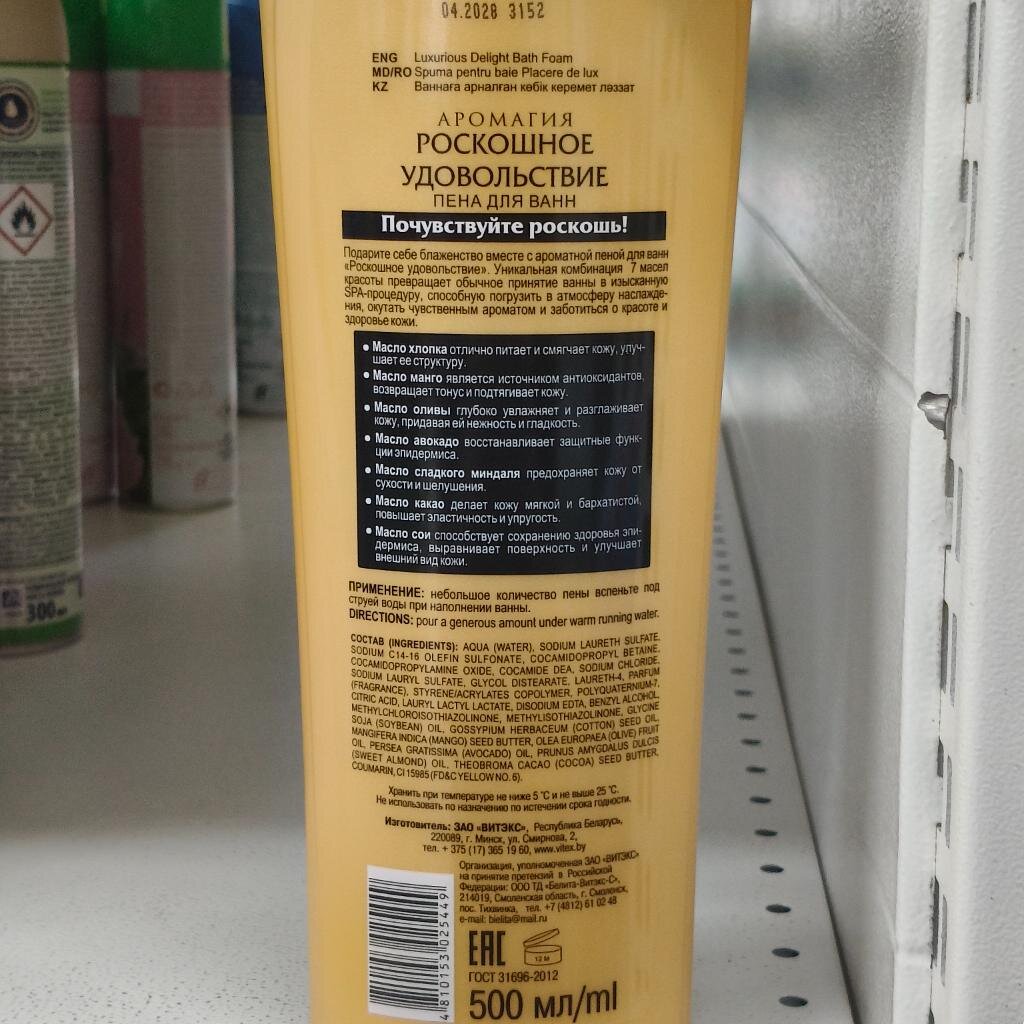 04.2028 3152
ENG Luxurious Delight Bath Foam
MD/RO Spuma pentru baie Placere de lux
KZ Ваннаға арналған көбік керемет ләззат
АРОМАГИЯ
РОСКОШНОЕ
УДОВОЛЬСТВИЕ
ПЕНА ДЛЯ ВАНН
Почувствуйте роскошь!
Подарите себе блаженство вместе с ароматной пеной для ванн
«Роскошное удовольствие». Уникальная комбинация 7 масел
красоты превращает обычное принятие ванны в изысканную
SPA-процедуру, способную погрузить в атмосферу наслажде-
ния, окутать чувственным ароматом и заботиться о красоте и
здоровье кожи.
• Масло хлопка отлично питает и смягчает кожу, улуч-
шает ее структуру.
• Масло манго является источником антиоксидантов,
возвращает тонус и подтягивает кожу.
• Масло оливы глубоко увлажняет и разглаживает
кожу, придавая ей нежность и гладкость.
• Масло авокадо восстанавливает защитные функ-
ции эпидермиса.
• Масло сладкого миндаля предохраняет кожу от
сухости и шелушения.
• Масло какао делает кожу мягкой и бархатистой,
повышает эластичность и упругость.
• Масло сои способствует сохранению здоровья эпи-
дермиса, выравнивает поверхность и улучшает
внешний вид кожи.
ПРИМЕНЕНИЕ: небольшое количество пены вспеньте под
струей воды при наполнении ванны.
DIRECTIONS: pour a generous amount under warm running water.
СОСТАВ (INGREDIENTS): AQUA (WATER), SODIUM LAURETH SULFATE,
SODIUM C14-16 OLEFIN SULFONATE, COCAMIDOPROPYL BETAINE,
COCAMIDOPROPYLAMINE OXIDE, COCAMIDE DEA, SODIUM CHLORIDE,
SODIUM LAURYL SULFATE, GLYCOL DISTEARATE, LAURETH-4, PARFUM
(FRAGRANCE), STYRENE/ACRYLATES COPOLYMER, POLYQUATERNIUM-7,
CITRIC ACID, LAURYL LACTYL LACTATE, DISODIUM EDTA, BENZYL ALCOHOL,
METHYLCHLOROISOTHIAZOLINONE, METHYLISOTHIAZOLINONE, GLYCINE
SOJA (SOYBEAN) OIL, GOSSYPIUM HERBACEUM (COTTON) SEED OIL,
MANGIFERA INDICA (MANGO) SEED BUTTER, OLEA EUROPAEA (OLIVE) FRUIT
OIL, PERSEA GRATISSIMA (AVOCADO) OIL, PRUNUS AMYGDALUS DULCIS
(SWEET ALMOND) OIL, THEOBROMA CACAO (COCOA) SEED BUTTER,
COUMARIN, CI 15985 (FD&C YELLOW NO. 6).
Хранить при температуре не ниже 5 °С и не выше 25 °С.
Не использовать по назначению по истечении срока годности.
Изготовитель: ЗАО «ВИТЭКС», Республика Беларусь,
220089, г. Минск, ул. Смирнова, 2,
тел. + 375 (17) 365 19 60, www.vitex.by
Организация, уполномоченная ЗАО «ВИТЭКС»
на принятие претензий в Российской
Федерации: ООО ТД «Белита-Витэкс-С»,
214019, Смоленская область, г. Смоленск,
пос. Тихвинка, тел. +7 (4812) 61 02 48
e-mail: bielita@mail.ru
4 810153 025449
ЕАС
12 М
ГОСТ 31696-2012
500 мл/ml
300 мл